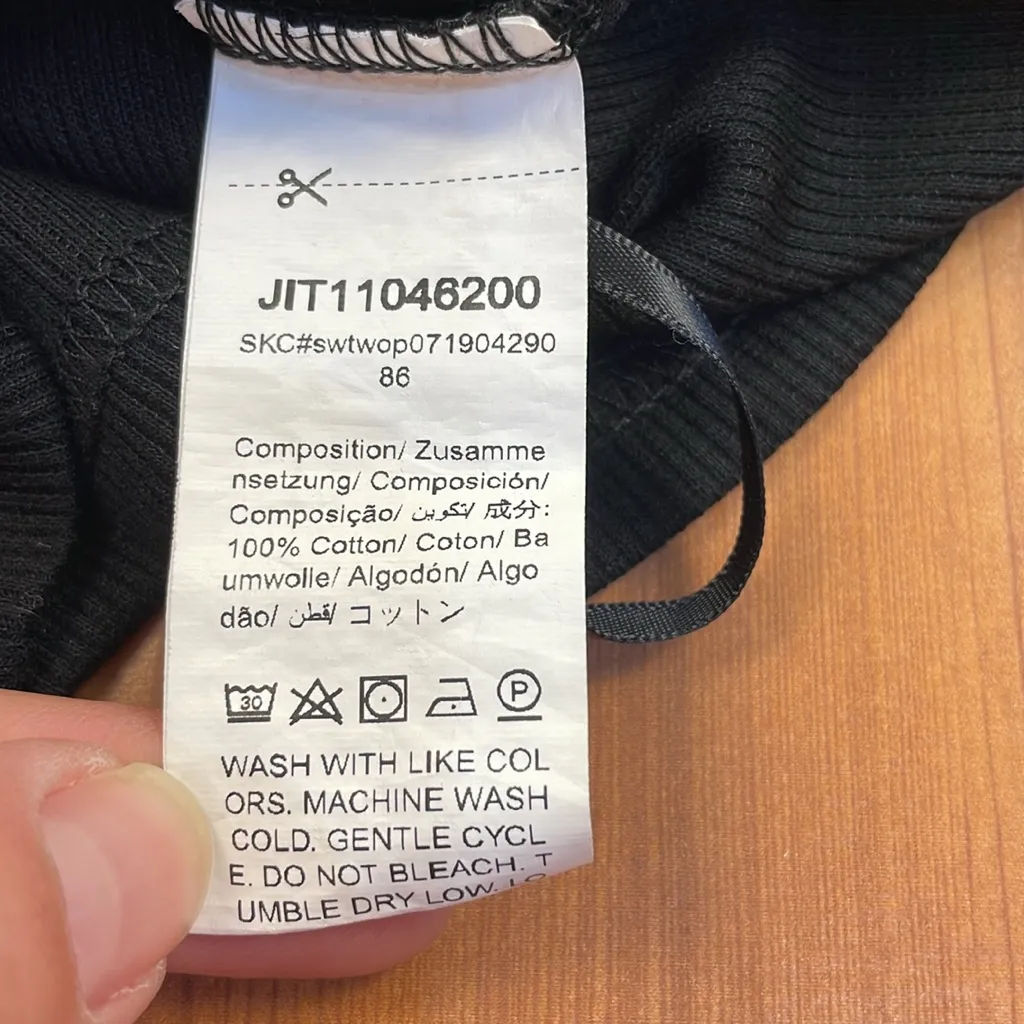 JIT11046200
SKC#swtwop071904290
86
Composition/ Zusamme
nsetzung/ Composición/
Composição/ تكوين/ 成分:
100% Cotton/ Coton/ Ba
umwolle/ Algodón/ Algo
dão/ قطن/ コットン
30 P
WASH WITH LIKE COL
ORS. MACHINE WASH
COLD. GENTLE CYCL
E. DO NOT BLEACH. T
UMBLE DRY LOW.